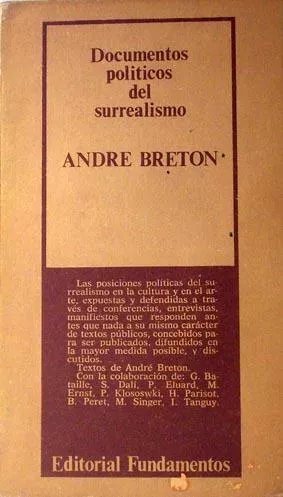 Documentos
politicos
del
surrealismo
ANDRE BRETON
Las posiciones políticas del su-
rrealismo en la cultura y en el ar-
te, expuestas y defendidas a tra-
vés de conferencias, entrevistas,
manifiestos que responden an-
tes que nada a su mismo carácter
de textos públicos, concebidos pa-
ra ser publicados, difundidos en
la mayor medida posible, y dis-
cutidos.
Textos de André Breton.
Con la colaboración de: G. Ba-
taille, S. Dalí, P. Eluard, M.
Ernst, P. Klososwki, H. Parisot,
B. Peret, M. Singer, I. Tanguy.
Editorial Fundamentos